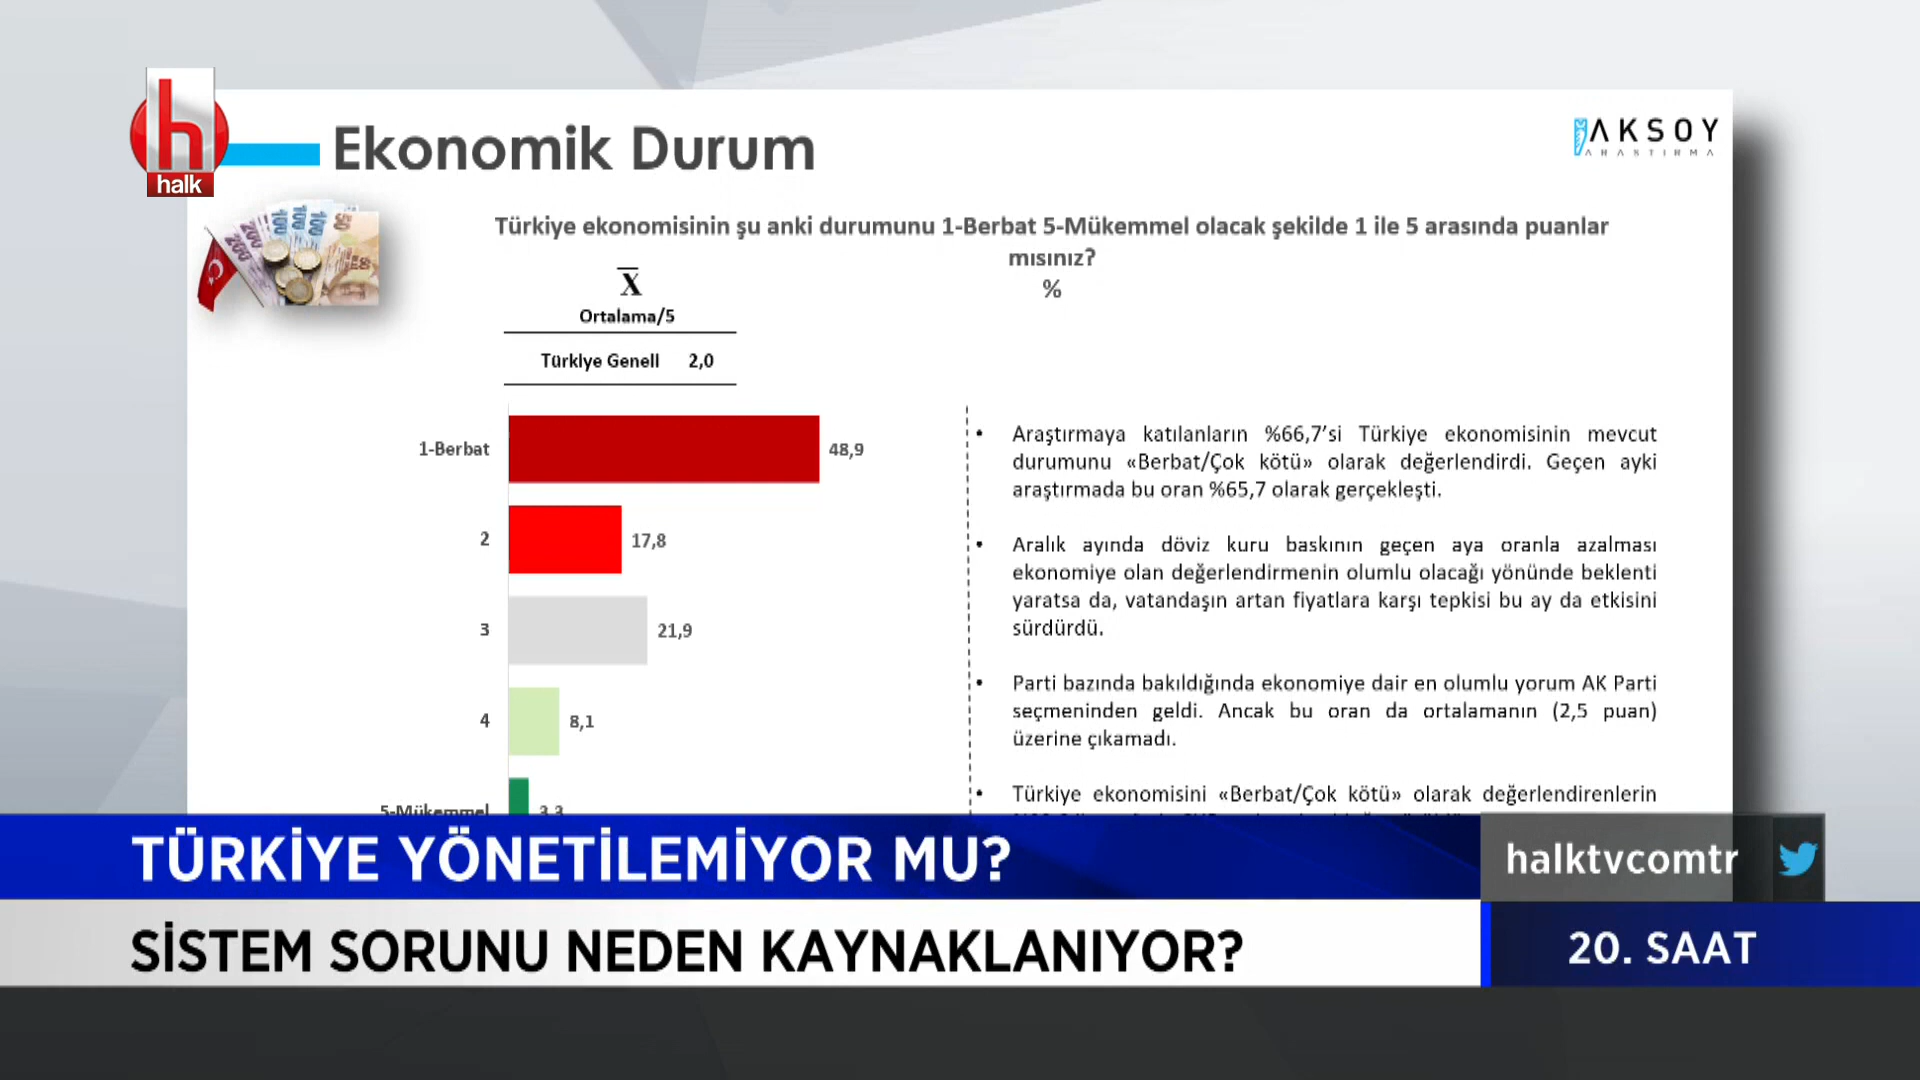 h
halk
Ekonomik Durum
AKSOY
ARAŞTIRMA
Türkiye ekonomisinin şu anki durumunu 1-Berbat 5-Mükemmel olacak şekilde 1 ile 5 arasında puanlar
mısınız?
%
X̅
Ortalama/5
Türkiye Geneli 2,0
1-Berbat 48,9
2 17,8
3 21,9
4 8,1
5-Mükemmel 3,3
• Araştırmaya katılanların %66,7'si Türkiye ekonomisinin mevcut
durumunu «Berbat/Çok kötü» olarak değerlendirdi. Geçen ayki
araştırmada bu oran %65,7 olarak gerçekleşti.
• Aralık ayında döviz kuru baskının geçen aya oranla azalması
ekonomiye olan değerlendirmenin olumlu olacağı yönünde beklenti
yaratsa da, vatandaşın artan fiyatlara karşı tepkisi bu ay da etkisini
sürdürdü.
• Parti bazında bakıldığında ekonomiye dair en olumlu yorum AK Parti
seçmeninden geldi. Ancak bu oran da ortalamanın (2,5 puan)
üzerine çıkamadı.
• Türkiye ekonomisini «Berbat/Çok kötü» olarak değerlendirenlerin
TÜRKİYE YÖNETİLEMİYOR MU?
halktvcomtr
SİSTEM SORUNU NEDEN KAYNAKLANIYOR?
20. SAAT